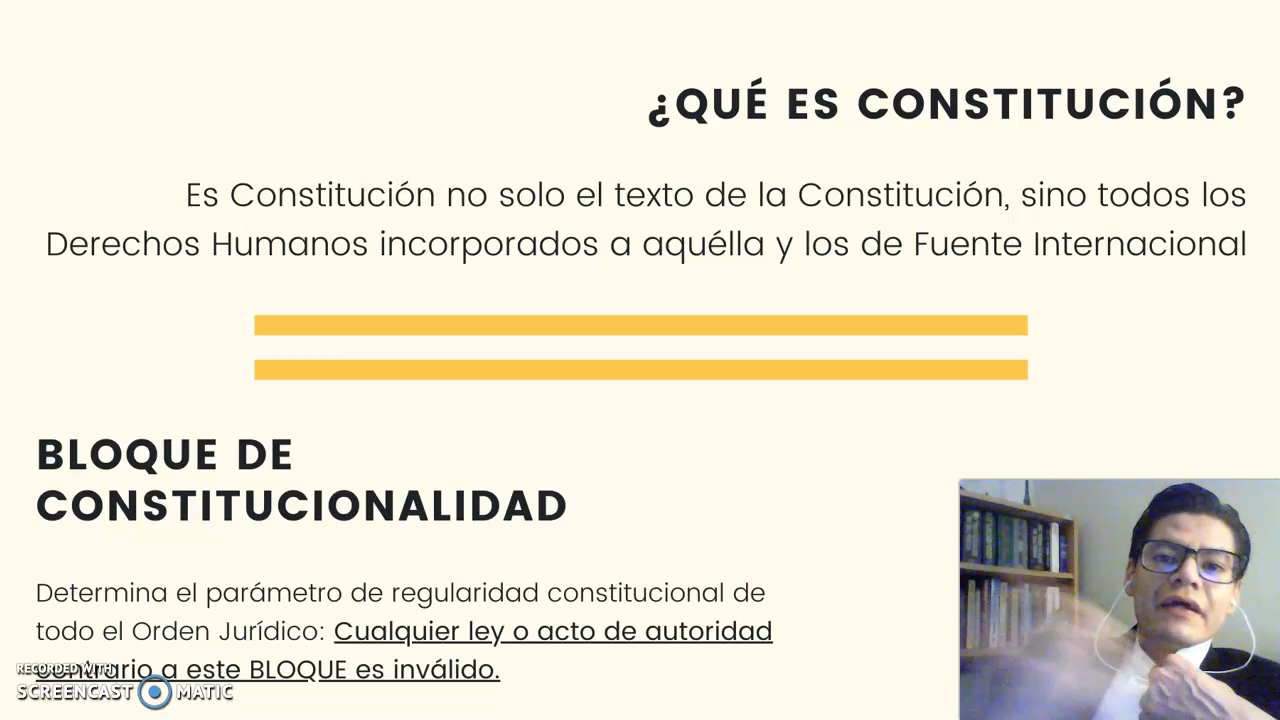 ¿QUÉ ES CONSTITUCIÓN?
Es Constitución no solo el texto de la Constitución, sino todos los
Derechos Humanos incorporados a aquélla y los de Fuente Internacional
BLOQUE DE
CONSTITUCIONALIDAD
Determina el parámetro de regularidad constitucional de
todo el Orden Jurídico: Cualquier ley o acto de autoridad
contrario a este BLOQUE es inválido.
RECORDED WITH
SCREENCAST MATIC